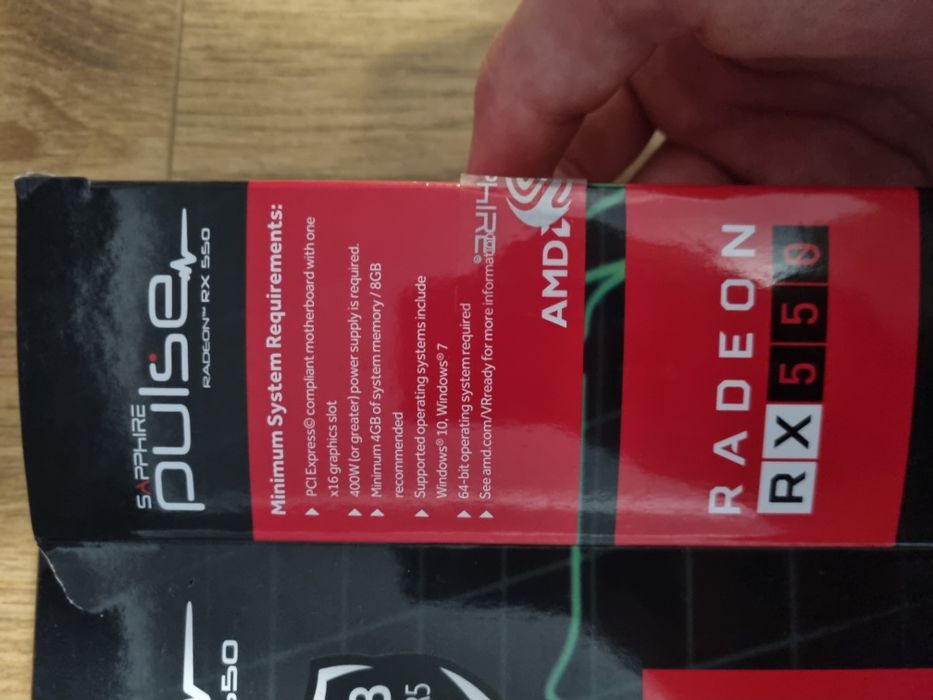 SAPPHIRE
pulse
RADEON™ RX 550
Minimum System Requirements:
PCI Express© compliant motherboard with one
x16 graphics slot
400W (or greater) power supply is required.
Minimum 4GB of system memory / 8GB
recommended
Supported operating systems include
Windows® 10, Windows® 7
64-bit operating system required
See amd.com/VRready for more information
AMD
RADEON
RX 550
550